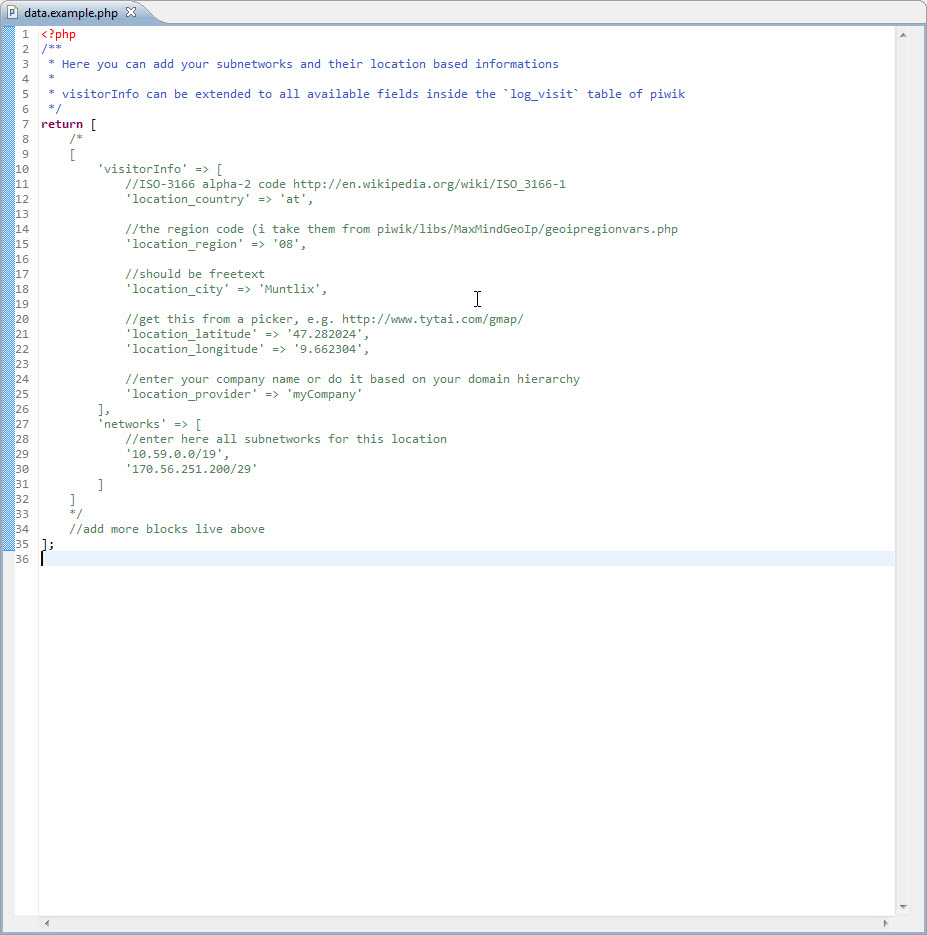 data.example.php
1 <?php
2 /**
3  * Here you can add your subnetworks and their location based informations
4  *
5  * visitorInfo can be extended to all available fields inside the `log_visit` table of piwik
6  */
7 return [
8     /*
9     [
10         'visitorInfo' => [
11             //ISO-3166 alpha-2 code http://en.wikipedia.org/wiki/ISO_3166-1
12             'location_country' => 'at',
13
14             //the region code (i take them from piwik/libs/MaxMindGeoIp/geoipregionvars.php
15             'location_region' => '08',
16
17             //should be freetext
18             'location_city' => 'Muntlix',
19
20             //get this from a picker, e.g. http://www.tytai.com/gmap/
21             'location_latitude' => '47.282024',
22             'location_longitude' => '9.662304',
23
24             //enter your company name or do it based on your domain hierarchy
25             'location_provider' => 'myCompany'
26         ],
27         'networks' => [
28             //enter here all subnetworks for this location
29             '10.59.0.0/19',
30             '170.56.251.200/29'
31         ]
32     ]
33     */
34     //add more blocks live above
35 ];
36